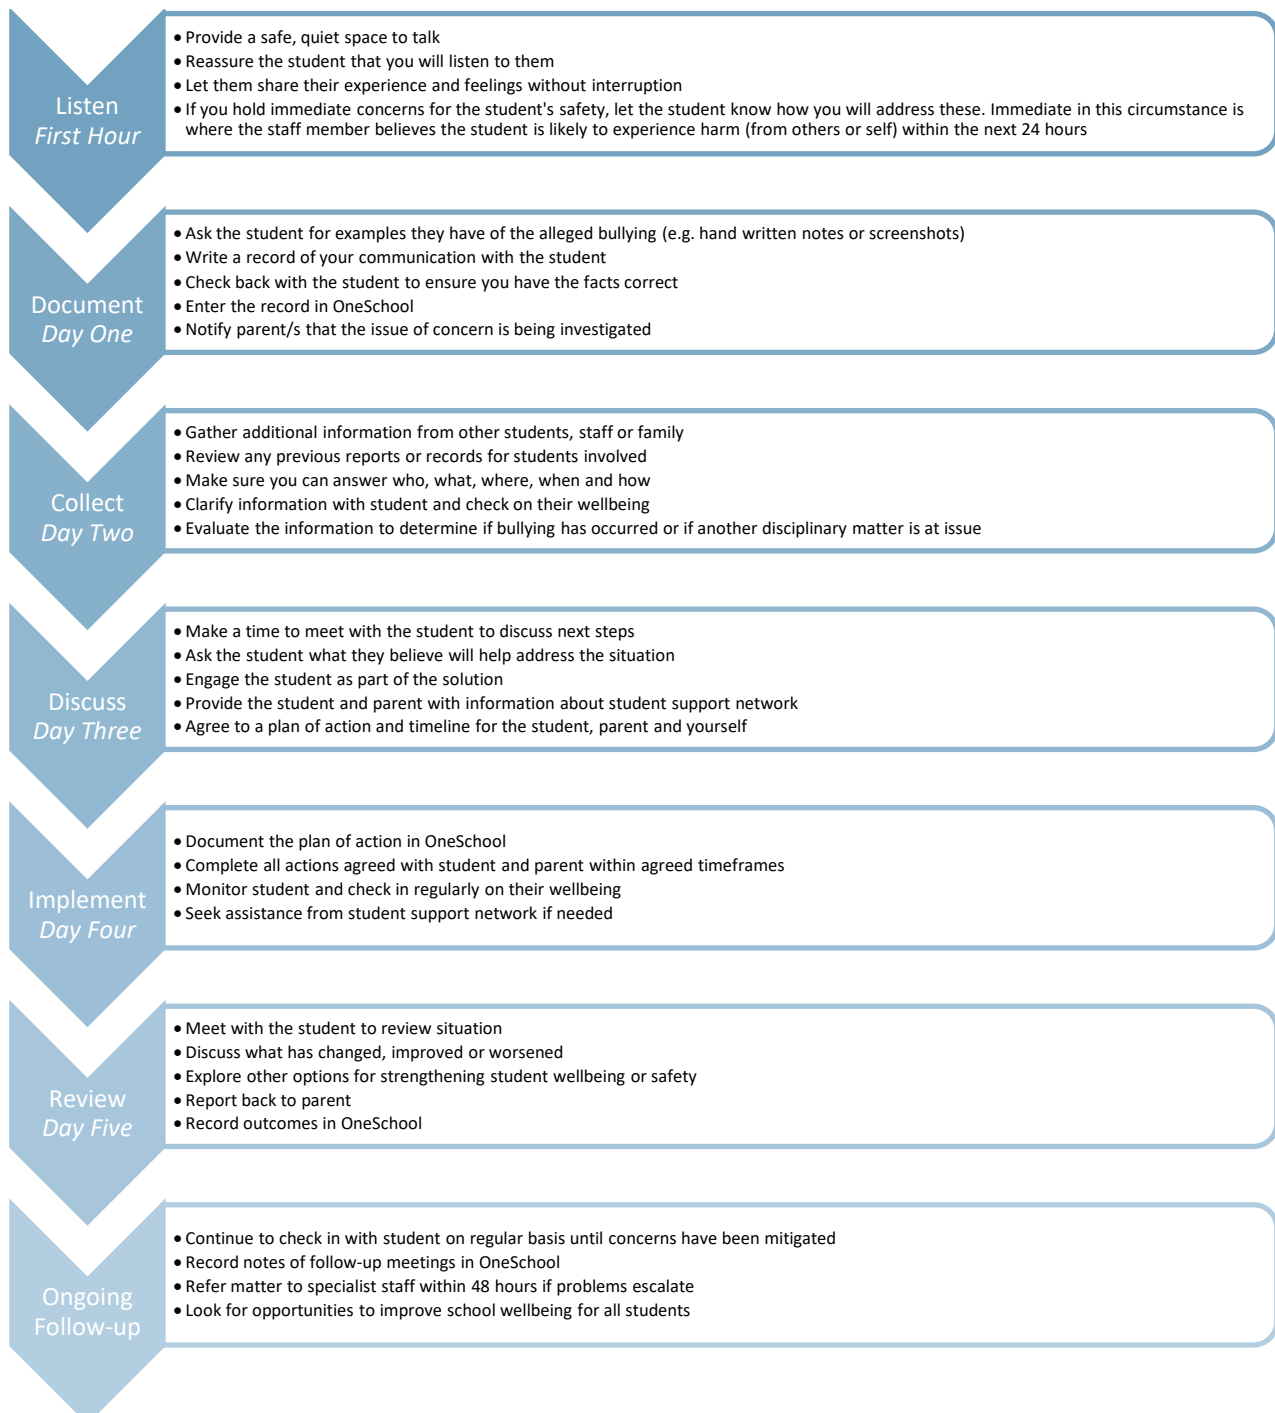 Listen
First Hour
• Provide a safe, quiet space to talk
• Reassure the student that you will listen to them
• Let them share their experience and feelings without interruption
• If you hold immediate concerns for the student's safety, let the student know how you will address these. Immediate in this circumstance is
where the staff member believes the student is likely to experience harm (from others or self) within the next 24 hours
Document
Day One
• Ask the student for examples they have of the alleged bullying (e.g. hand written notes or screenshots)
• Write a record of your communication with the student
• Check back with the student to ensure you have the facts correct
• Enter the record in OneSchool
• Notify parent/s that the issue of concern is being investigated
Collect
Day Two
• Gather additional information from other students, staff or family
• Review any previous reports or records for students involved
• Make sure you can answer who, what, where, when and how
• Clarify information with student and check on their wellbeing
• Evaluate the information to determine if bullying has occurred or if another disciplinary matter is at issue
Discuss
Day Three
• Make a time to meet with the student to discuss next steps
• Ask the student what they believe will help address the situation
• Engage the student as part of the solution
• Provide the student and parent with information about student support network
• Agree to a plan of action and timeline for the student, parent and yourself
Implement
Day Four
• Document the plan of action in OneSchool
• Complete all actions agreed with student and parent within agreed timeframes
• Monitor student and check in regularly on their wellbeing
• Seek assistance from student support network if needed
Review
Day Five
• Meet with the student to review situation
• Discuss what has changed, improved or worsened
• Explore other options for strengthening student wellbeing or safety
• Report back to parent
• Record outcomes in OneSchool
Ongoing
Follow-up
• Continue to check in with student on regular basis until concerns have been mitigated
• Record notes of follow-up meetings in OneSchool
• Refer matter to specialist staff within 48 hours if problems escalate
• Look for opportunities to improve school wellbeing for all students